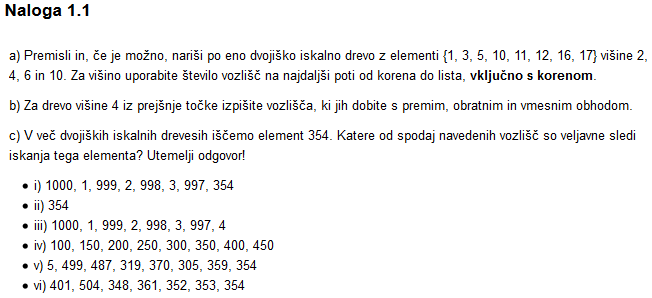 Naloga 1.1
a) Premisli in, če je možno, nariši po eno dvojiško iskalno drevo z elementi {1, 3, 5, 10, 11, 12, 16, 17} višine 2,
4, 6 in 10. Za višino uporabite število vozlišč na najdaljši poti od korena do lista, vključno s korenom.
b) Za drevo višine 4 iz prejšnje točke izpišite vozlišča, ki jih dobite s premim, obratnim in vmesnim obhodom.
c) V več dvojiških iskalnih drevesih iščemo element 354. Katere od spodaj navedenih vozlišč so veljavne sledi
iskanja tega elementa? Utemelji odgovor!
• i) 1000, 1, 999, 2, 998, 3, 997, 354
• ii) 354
• iii) 1000, 1, 999, 2, 998, 3, 997, 4
• iv) 100, 150, 200, 250, 300, 350, 400, 450
• v) 5, 499, 487, 319, 370, 305, 359, 354
• vi) 401, 504, 348, 361, 352, 353, 354